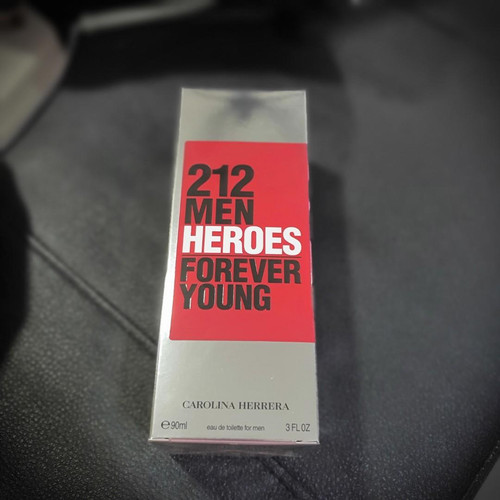 212
MEN
HEROES
FOREVER
YOUNG
CAROLINA HERRERA
℮ 90ml eau de toilette for men 3 FL OZ